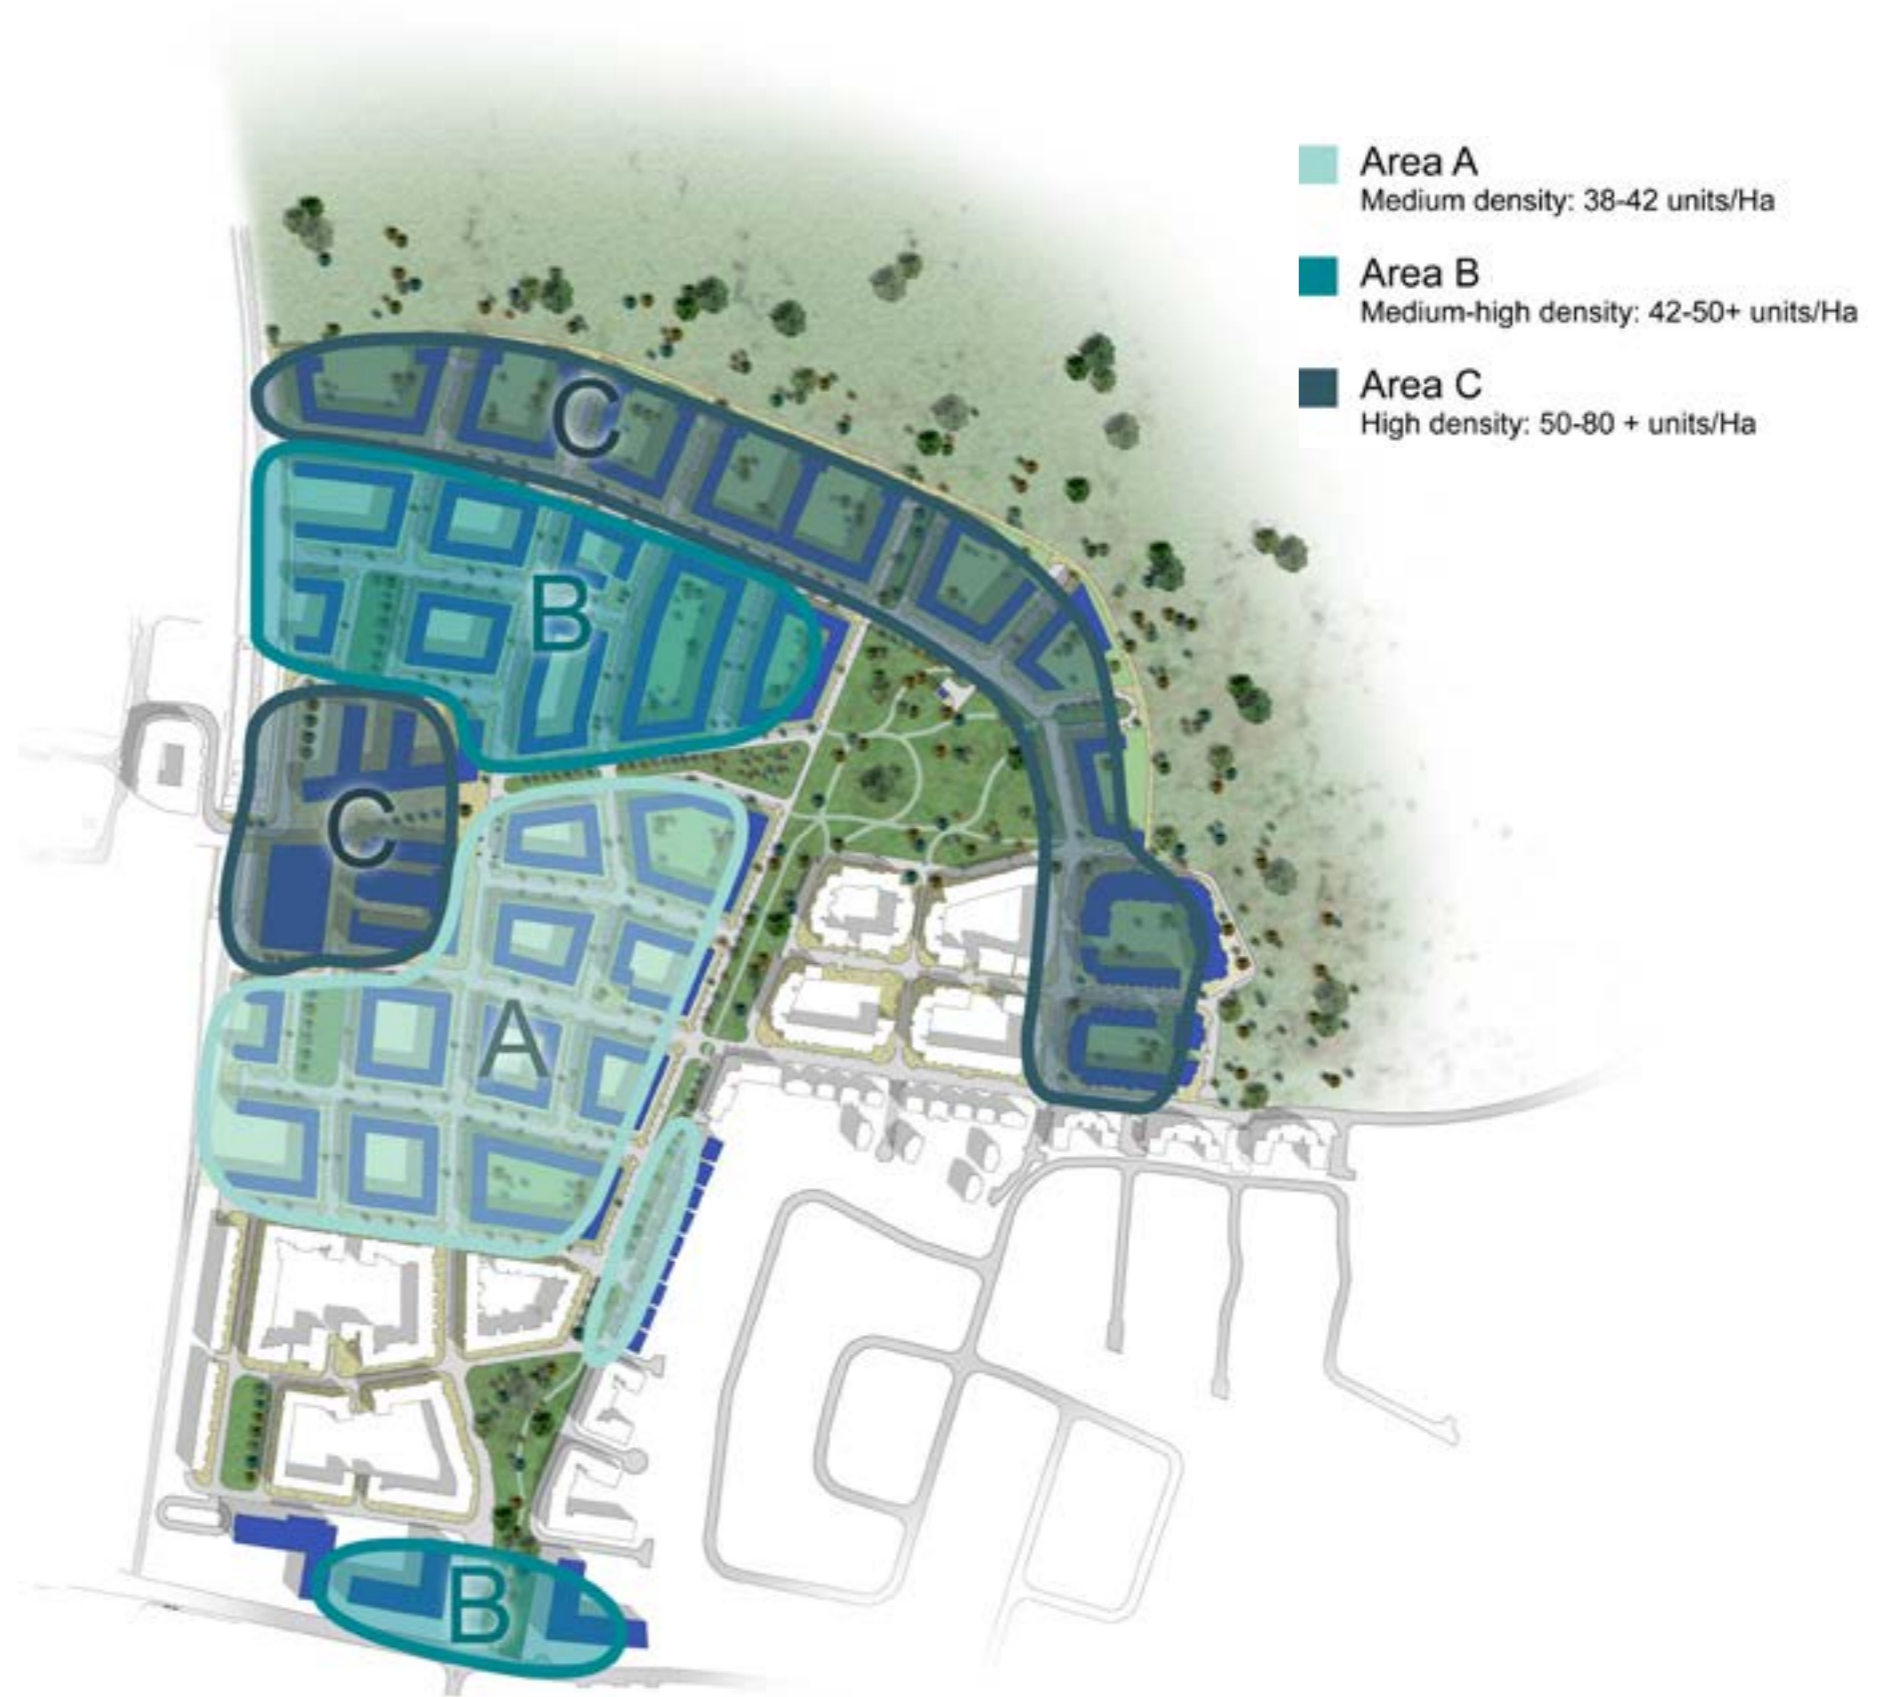 Area A
Medium density: 38-42 units/Ha
Area B
Medium-high density: 42-50+ units/Ha
Area C
High density: 50-80 + units/Ha
C
B
C
A
B